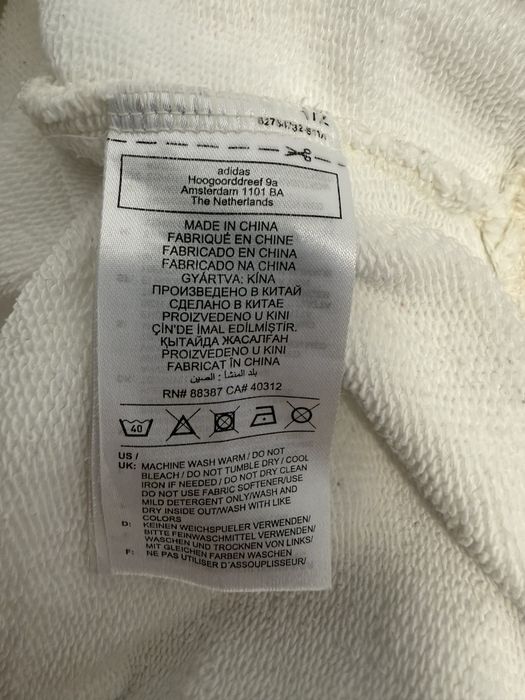 adidas
Hoogoorddreef 9a
Amsterdam 1101 BA
The Netherlands
MADE IN CHINA
FABRIQUÉ EN CHINE
FABRICADO EN CHINA
FABRICADO NA CHINA
GYÁRTVA: KÍNA
ПРОИЗВЕДЕНО В КИТАЙ
СДЕЛАНО В КИТАЕ
PROIZVEDENO U KINI
ÇİN'DE İMAL EDİLMİŞTİR.
ҚЫТАЙДА ЖАСАЛҒАН
PROIZVEDENO U KINI
FABRICAT ÎN CHINA
بلد المنشأ : الصين
RN# 88387 CA# 40312
40
US /
UK: MACHINE WASH WARM / DO NOT
BLEACH / DO NOT TUMBLE DRY / COOL
IRON IF NEEDED / DO NOT DRY CLEAN
DO NOT USE FABRIC SOFTENER/USE
MILD DETERGENT ONLY/WASH AND
DRY INSIDE OUT/WASH WITH LIKE
COLORS
D: KEINEN WEICHSPUELER VERWENDEN/
BITTE FEINWASCHMITTEL VERWENDEN/
WASCHEN UND TROCKNEN VON LINKS/
MIT GLEICHEN FARBEN WASCHEN
F: NE PAS UTILISER D'ASSOUPLISSEUR/